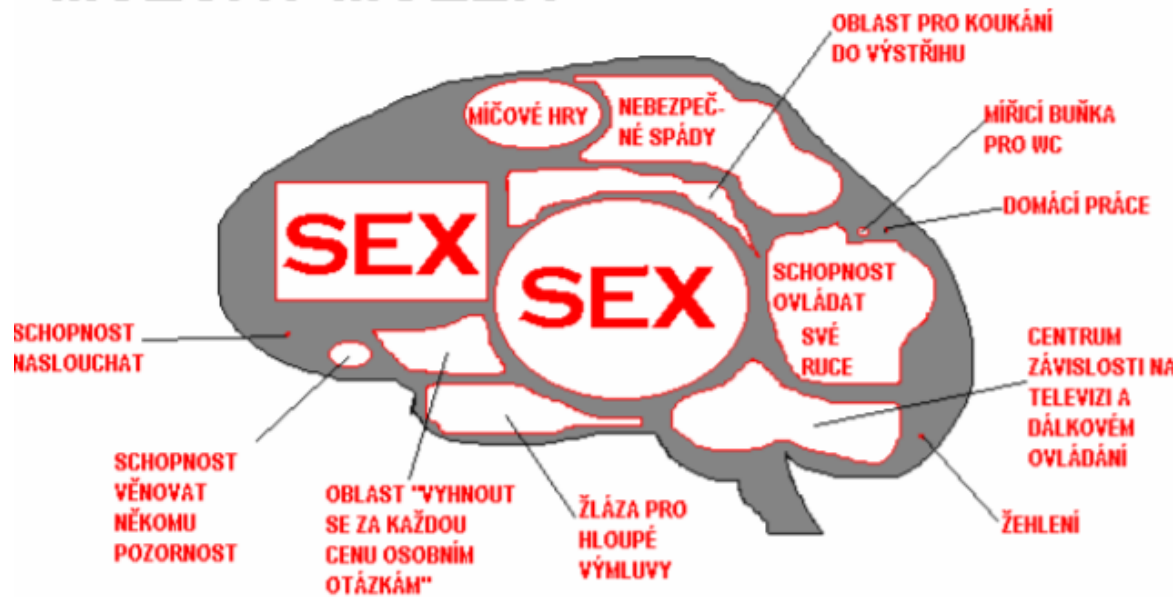 OBLAST PRO KOUKÁNÍ
DO VÝSTŘIHU
MÍČOVÉ HRY
NEBEZPEČ-
NÉ SPÁDY
MÍŘICÍ BUŇKA
PRO WC
DOMÁCÍ PRÁCE
SEX
SEX
SCHOPNOST
OVLÁDAT
SVÉ
RUCE
SCHOPNOST
NASLOUCHAT
CENTRUM
ZÁVISLOSTI NA
TELEVIZI A
DÁLKOVÉM
OVLÁDÁNÍ
SCHOPNOST
VĚNOVAT
NĚKOMU
POZORNOST
OBLAST "VYHNOUT
SE ZA KAŽDOU
CENU OSOBNÍM
OTÁZKÁM"
ŽLÁZA PRO
HLOUPÉ
VÝMLUVY
ŽEHLENÍ